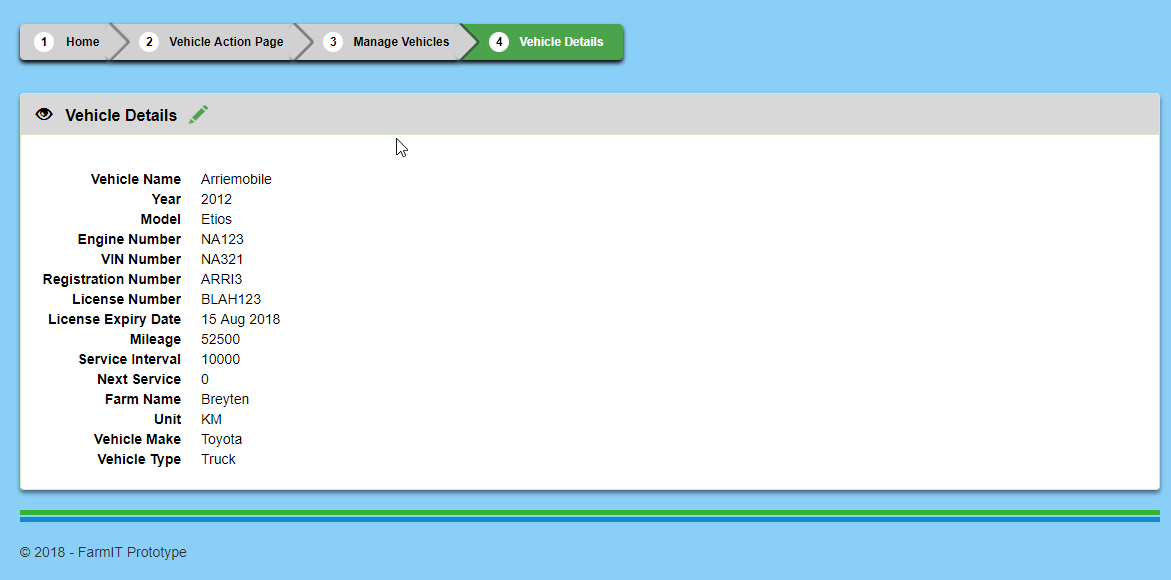 1 Home 2 Vehicle Action Page 3 Manage Vehicles 4 Vehicle Details
Vehicle Details
Vehicle Name Arriemobile
Year 2012
Model Etios
Engine Number NA123
VIN Number NA321
Registration Number ARRI3
License Number BLAH123
License Expiry Date 15 Aug 2018
Mileage 52500
Service Interval 10000
Next Service 0
Farm Name Breyten
Unit KM
Vehicle Make Toyota
Vehicle Type Truck
© 2018 - FarmIT Prototype